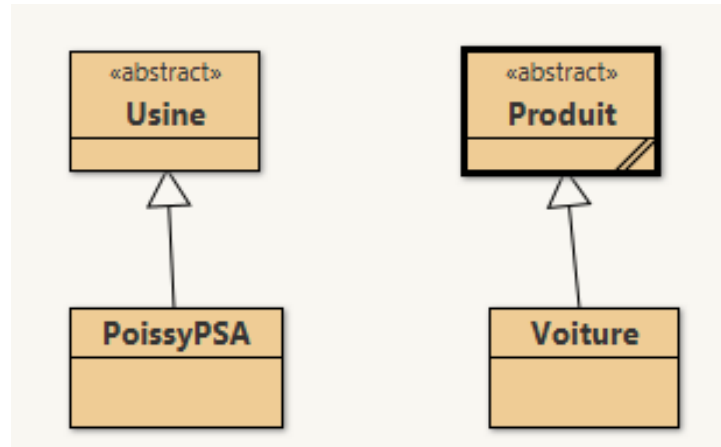 «abstract»
Usine
«abstract»
Produit
PoissyPSA
Voiture